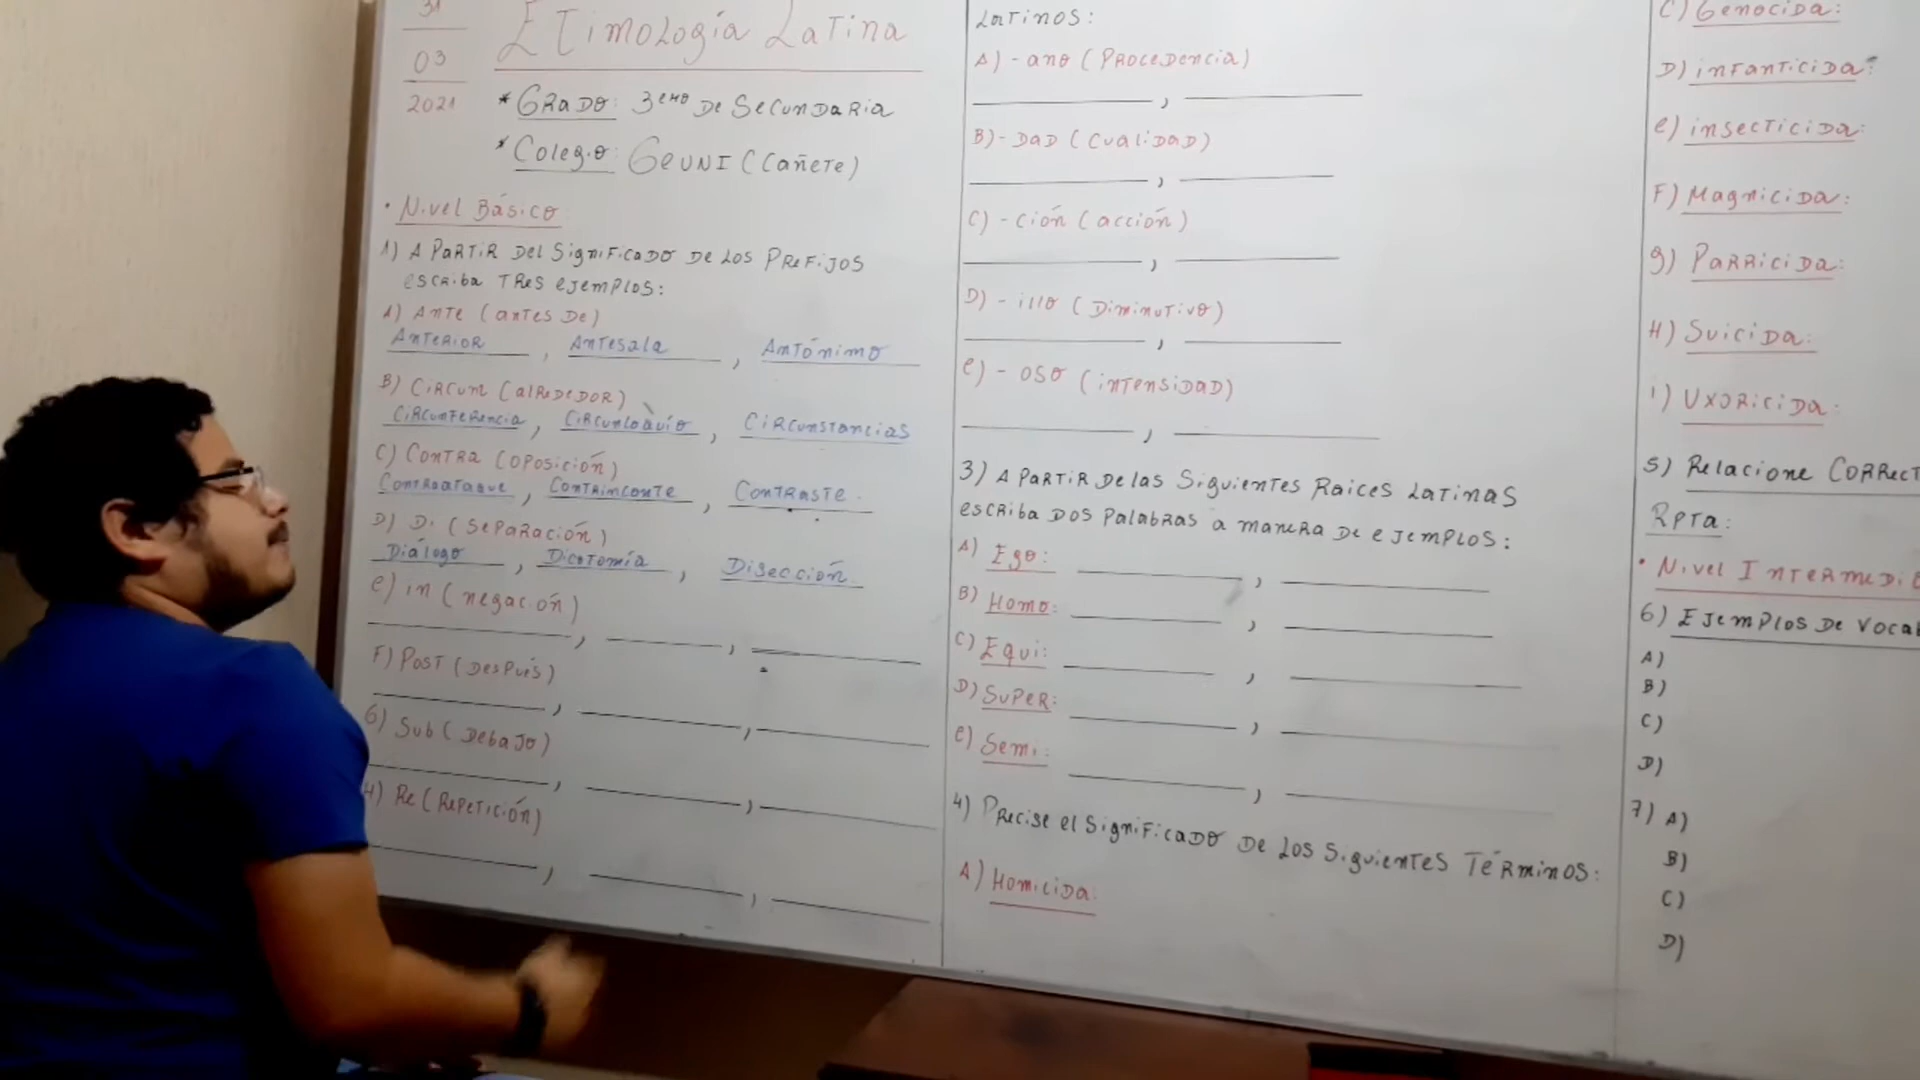 31
03
2021
Etimología Latina
* Grado: 3ero de Secundaria
* Colegio: GEUNI (Cañete)
• Nivel Básico
1) A Partir del significado de los Prefijos
escriba tres ejemplos:
A) Ante (antes de)
Anterior, Antesala, Antónimo
B) Circum (alrededor)
Circunferencia, Circunloquio, Circunstancias
C) Contra (oposición)
Contraataque, Contrincante, Contraste.
D) Di (separación)
Diálogo, Dicotomía, Disección.
e) in (negación)
F) Post (Después)
G) Sub (Debajo)
H) Re (Repetición)
Latinos:
A) - ano (Procedencia)
B) - Dad (Cualidad)
C) - ción (acción)
D) - illo (Diminutivo)
e) - oso (intensidad)
3) A Partir de las siguientes Raices Latinas
escriba dos palabras a manera de ejemplos:
A) Ego:
B) Homo:
C) Equi:
D) Super:
e) Semi:
4) Precise el significado de los siguientes Términos:
A) Homicida:
C) Genocida:
D) infanticida:
e) insecticida:
F) Magnicida:
g) Parricida:
H) Suicida:
i) Uxoricida:
5) Relacione Correct
Rpta:
• Nivel Intermedi
6) Ejemplos de voca
A)
B)
C)
D)
7) A)
B)
C)
D)